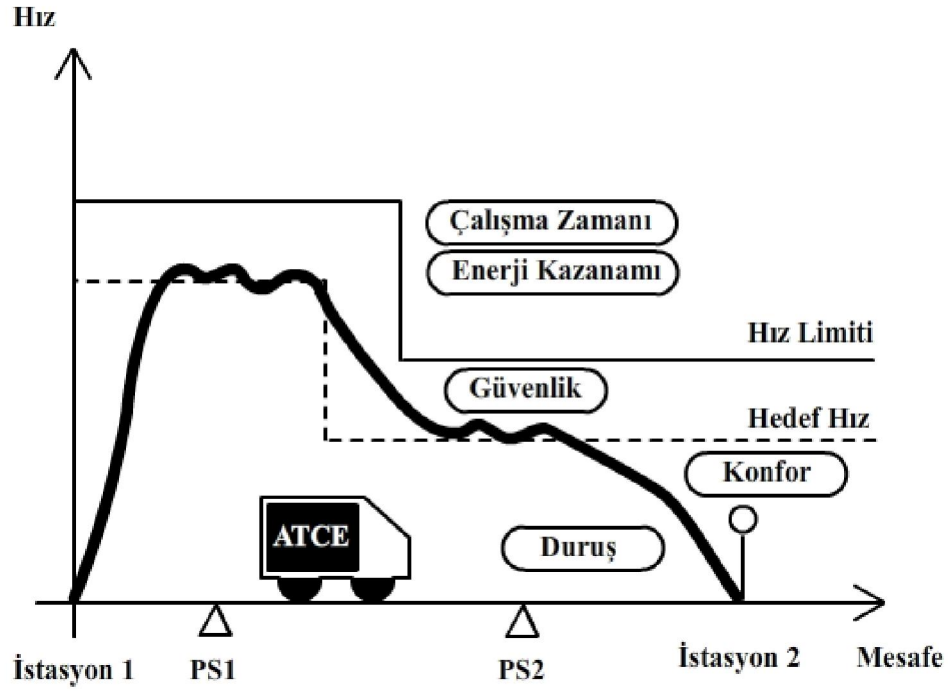 Hız
Çalışma Zamanı
Enerji Kazanamı
Hız Limiti
Güvenlik
Hedef Hız
Konfor
ATCE
Duruş
İstasyon 1
PS1
PS2
İstasyon 2
Mesafe